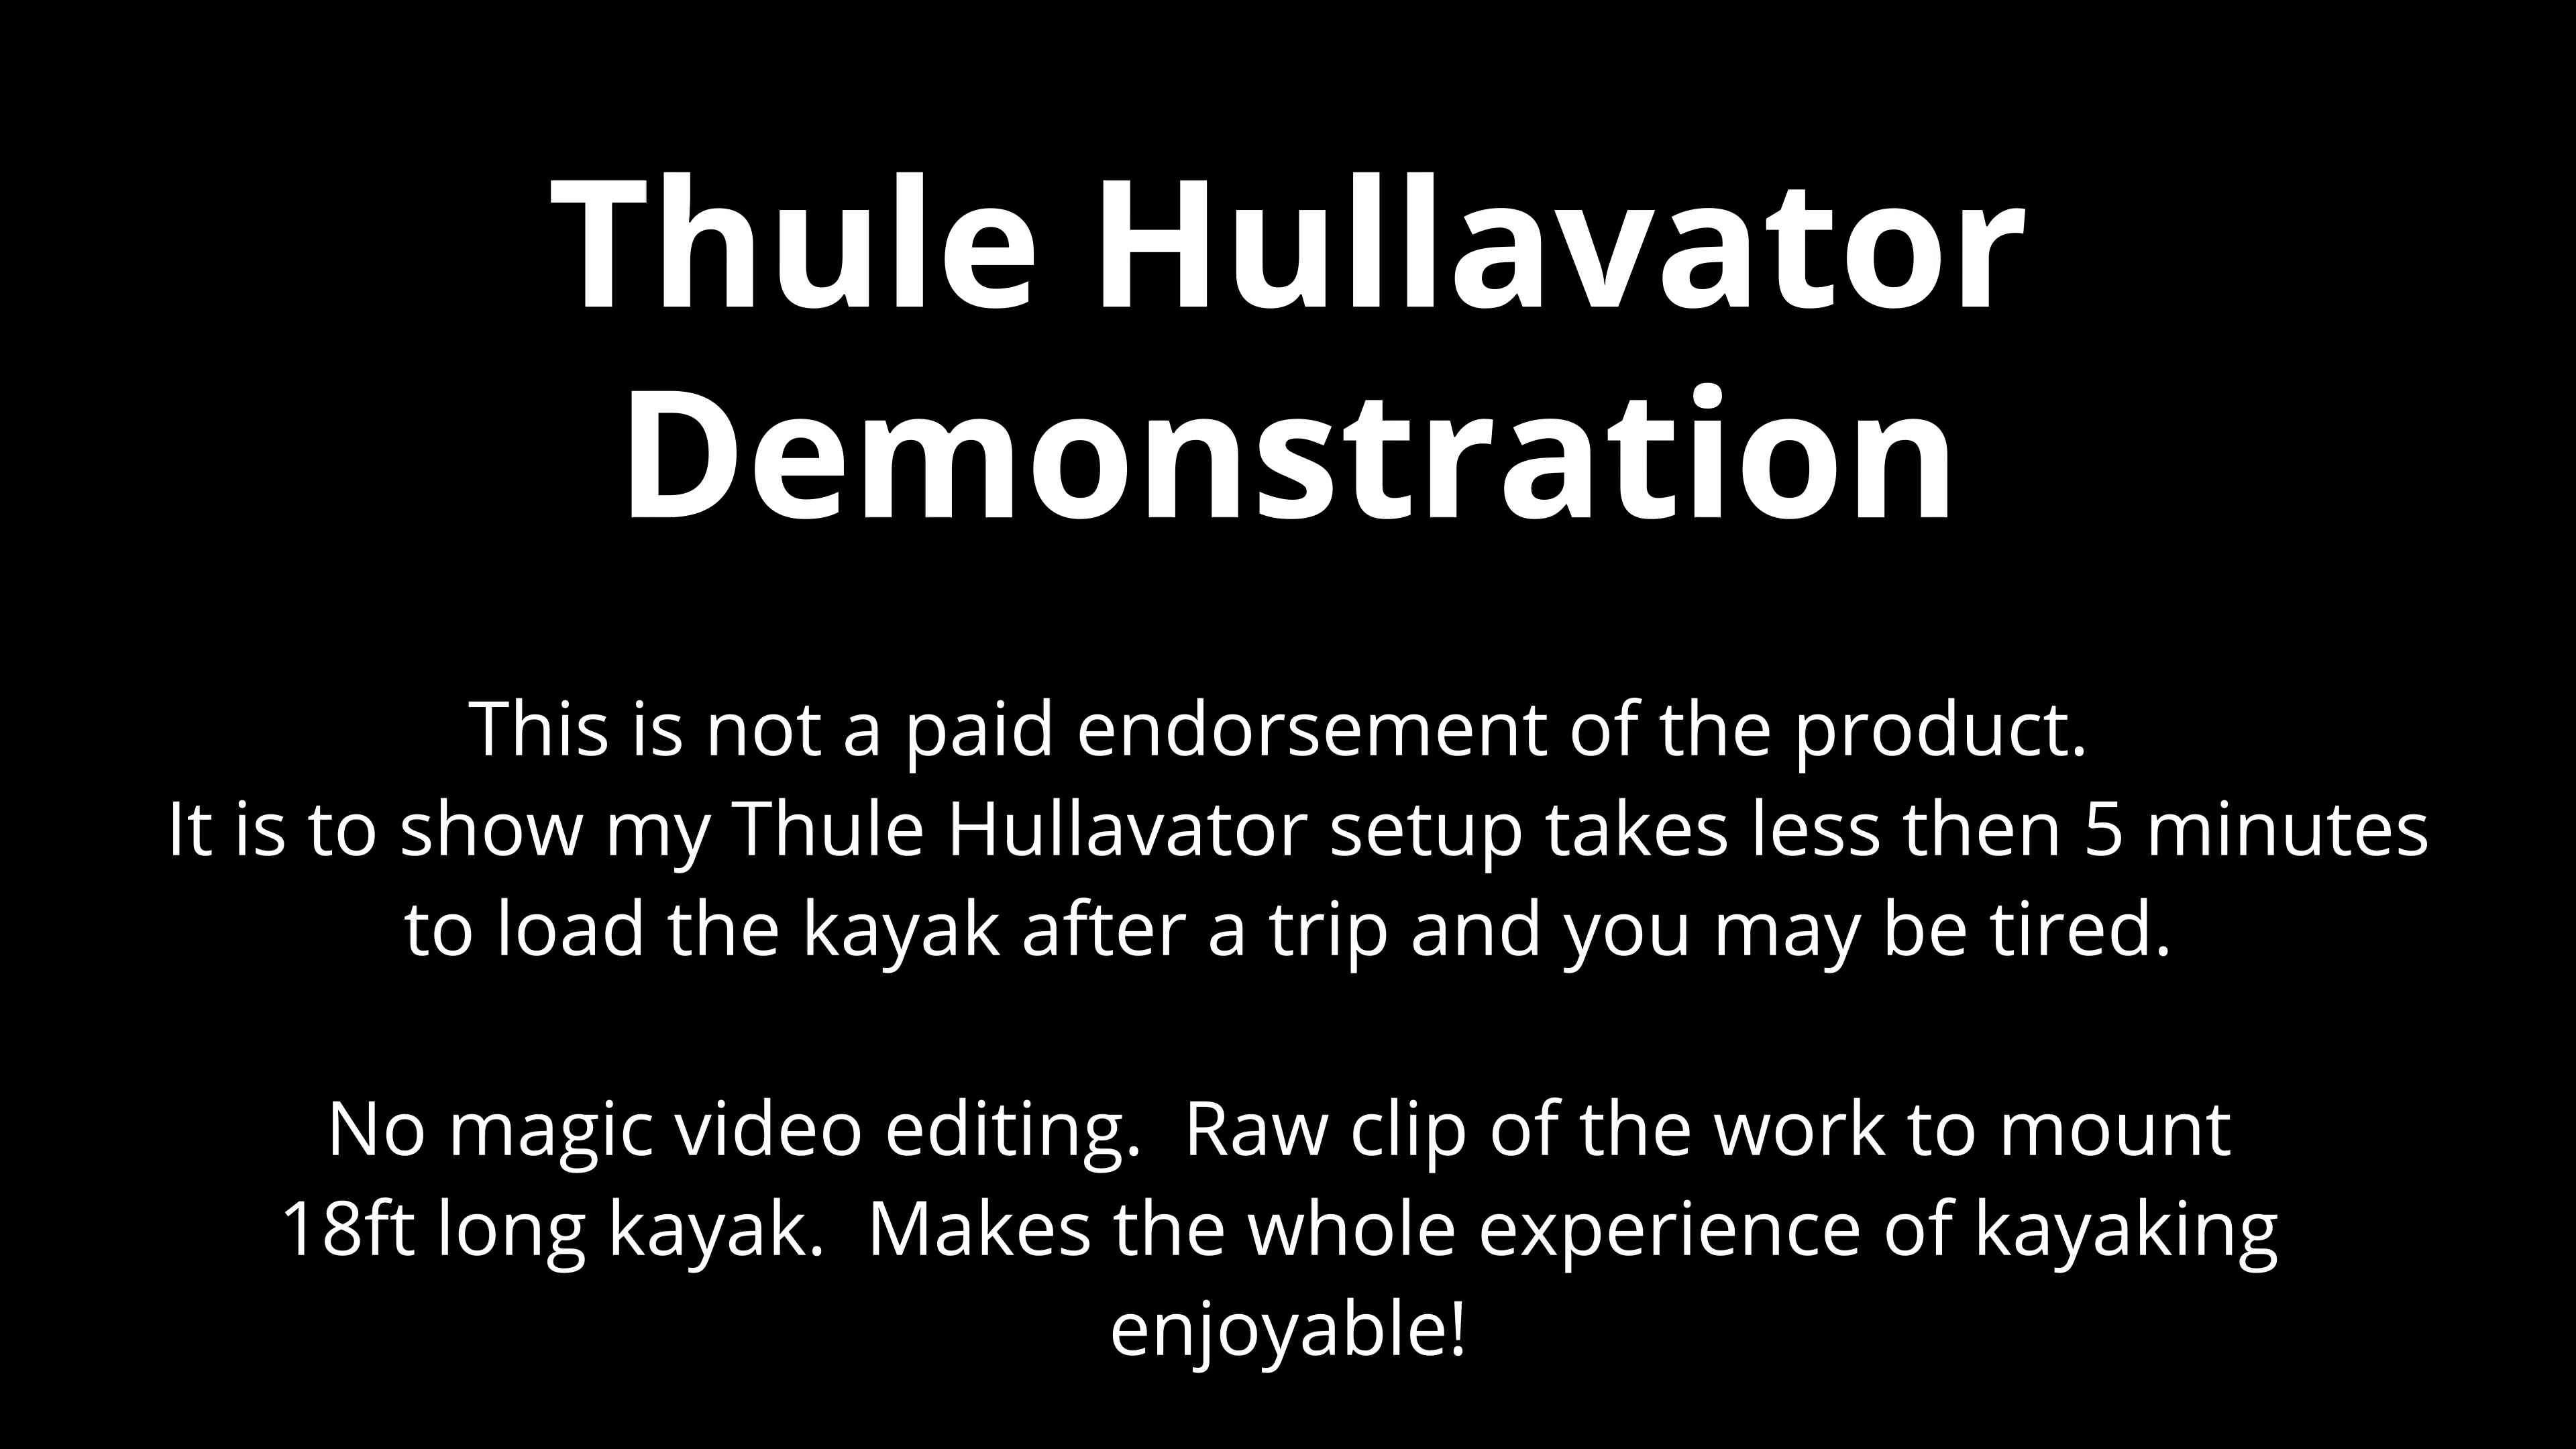 Thule Hullavator
Demonstration
This is not a paid endorsement of the product.
It is to show my Thule Hullavator setup takes less then 5 minutes
to load the kayak after a trip and you may be tired.
No magic video editing.  Raw clip of the work to mount
18ft long kayak.  Makes the whole experience of kayaking
enjoyable!